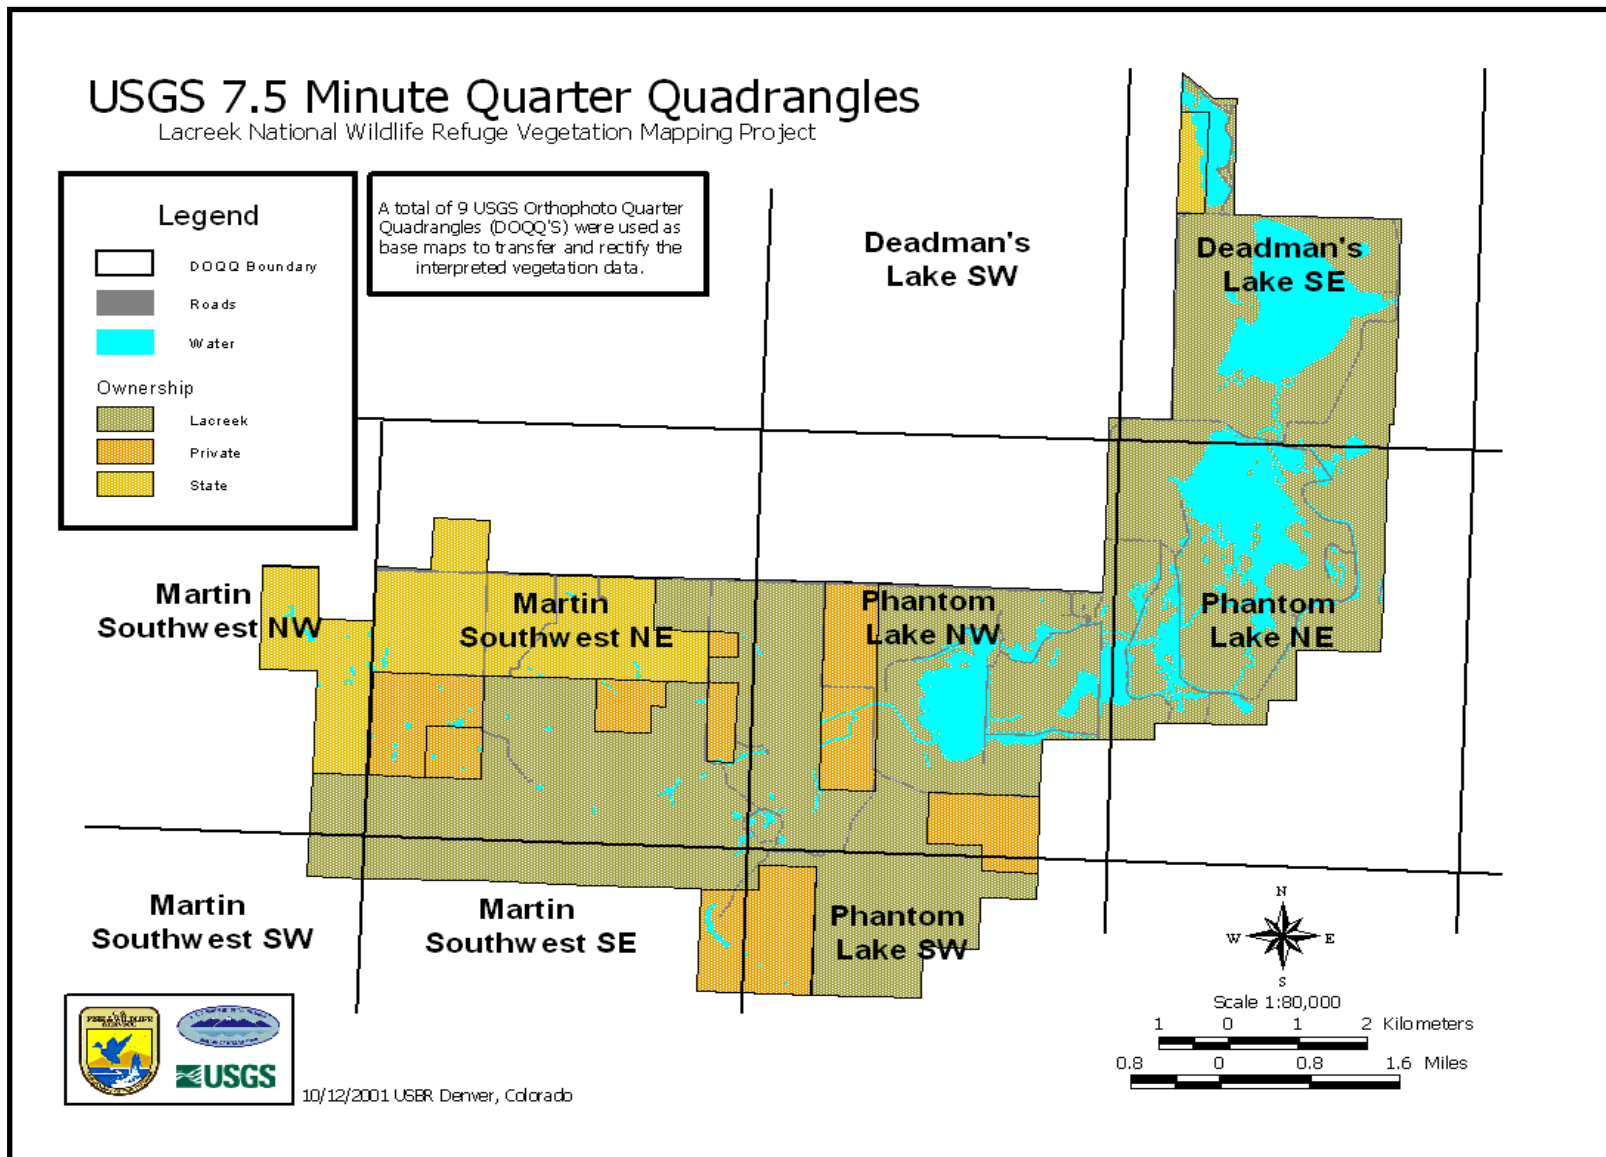 USGS 7.5 Minute Quarter Quadrangles
Lacreek National Wildlife Refuge Vegetation Mapping Project
Legend
DOQQ Boundary
Roads
Water
Ownership
Lacreek
Private
State
A total of 9 USGS Orthophoto Quarter
Quadrangles (DOQQ'S) were used as
base maps to transfer and rectify the
interpreted vegetation data.
Deadman's
Lake SW
Deadman's
Lake SE
Martin
Southwest NW
Martin
Southwest NE
Phantom
Lake NW
Phantom
Lake NE
Martin
Southwest SW
Martin
Southwest SE
Phantom
Lake SW
N
W
E
S
Scale 1:80,000
1 0 1 2 Kilometers
0.8 0 0.8 1.6 Miles
FISH & WILDLIFE
SERVICE
USGS
10/12/2001 USBR Denver, Colorado